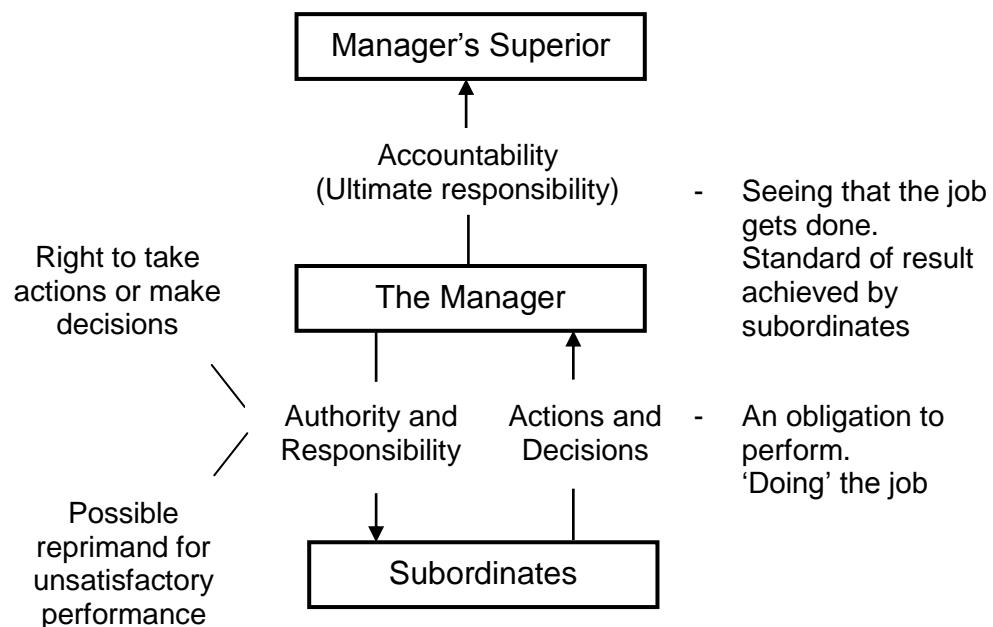 Manager’s Superior
Accountability
(Ultimate responsibility)
- Seeing that the job
gets done.
Standard of result
achieved by
subordinates
Right to take
actions or make
decisions
The Manager
Authority and
Responsibility
Actions and
Decisions
- An obligation to
perform.
‘Doing’ the job
Possible
reprimand for
unsatisfactory
performance
Subordinates